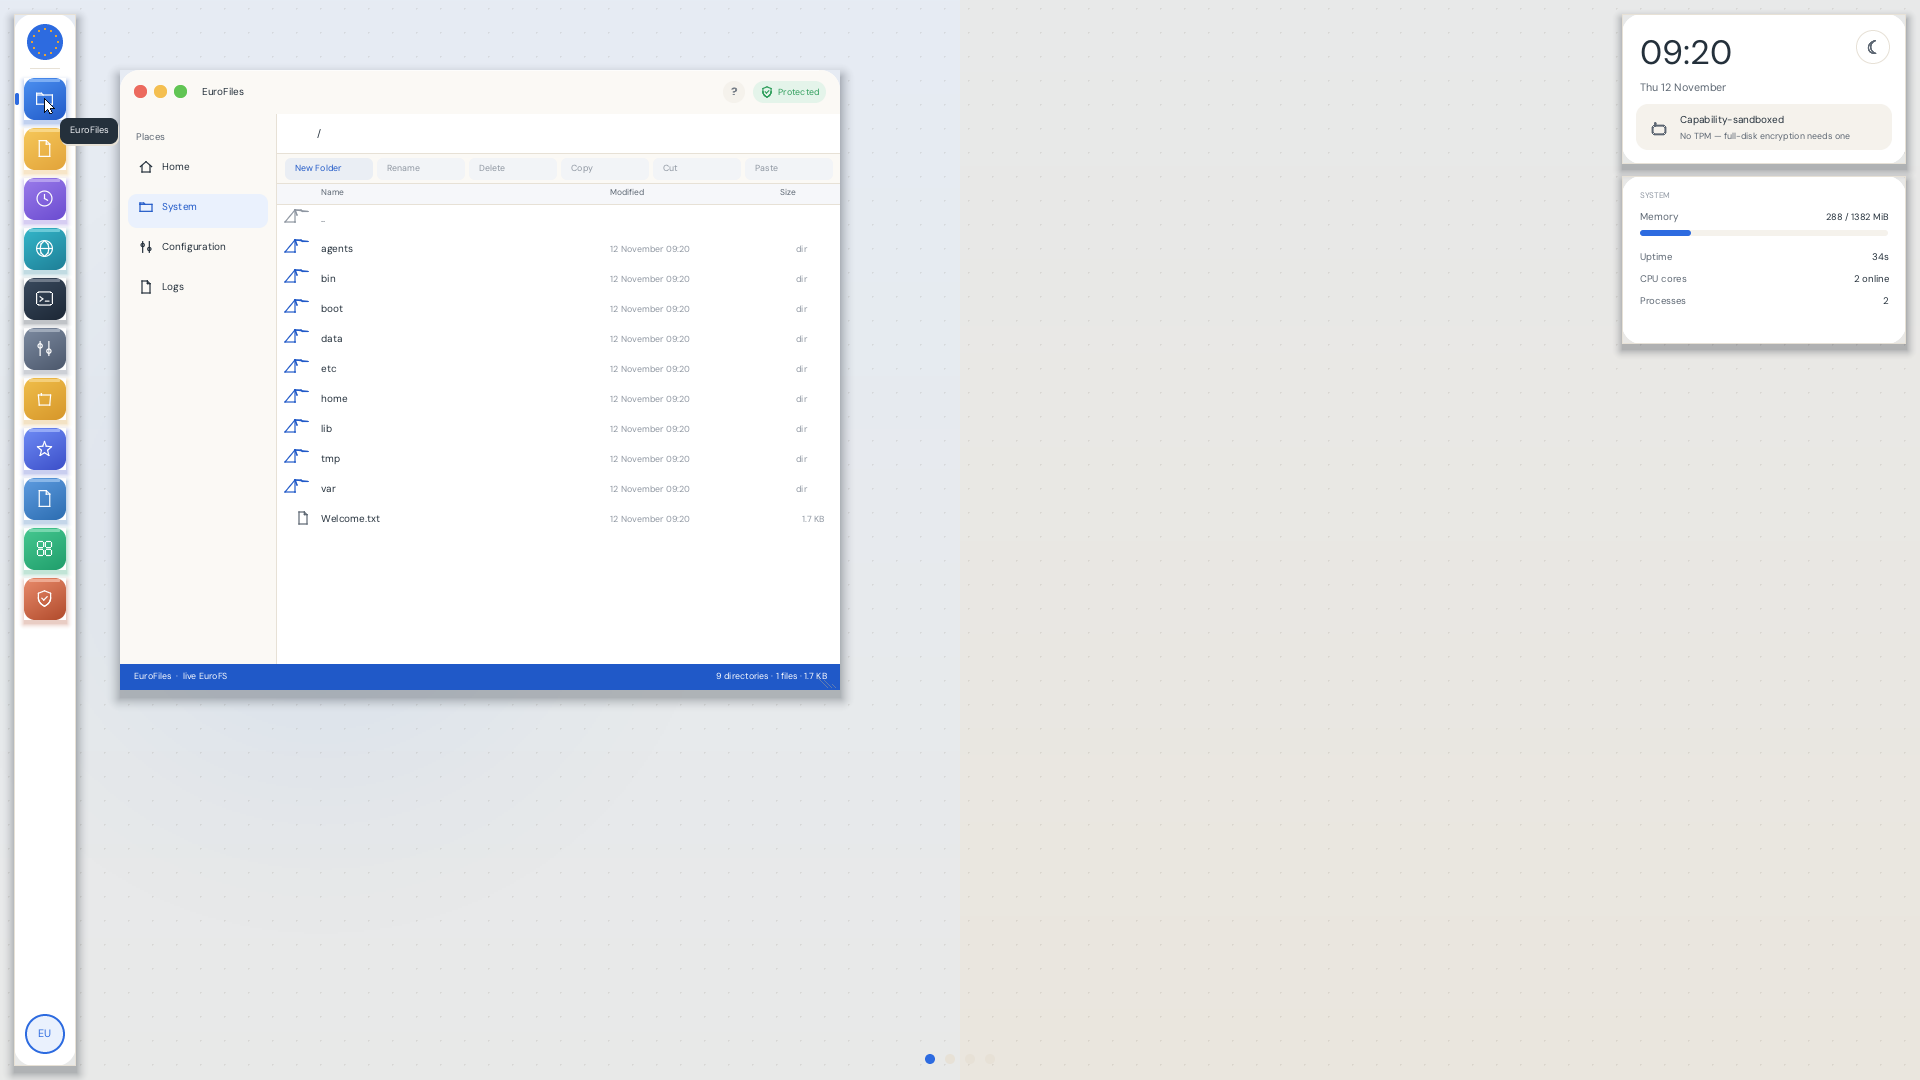 EuroFiles
?
Protected
EuroFiles
Places
Home
System
Configuration
Logs
/
New Folder
Rename
Delete
Copy
Cut
Paste
Name
Modified
Size
..
agents
12 November 09:20
dir
bin
12 November 09:20
dir
boot
12 November 09:20
dir
data
12 November 09:20
dir
etc
12 November 09:20
dir
home
12 November 09:20
dir
lib
12 November 09:20
dir
tmp
12 November 09:20
dir
var
12 November 09:20
dir
Welcome.txt
12 November 09:20
1.7 KB
EuroFiles · live EuroFS
9 directories · 1 files · 1.7 KB
EU
09:20
Thu 12 November
Capability-sandboxed
No TPM — full-disk encryption needs one
SYSTEM
Memory
288 / 1382 MiB
Uptime
34s
CPU cores
2 online
Processes
2